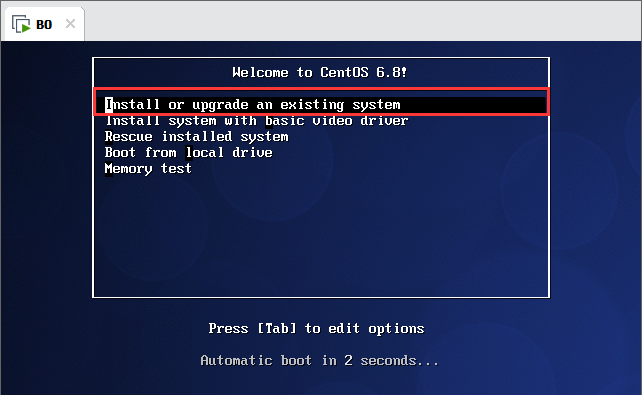 BO
Welcome to CentOS 6.8!
Install or upgrade an existing system
Install system with basic video driver
Rescue installed system
Boot from local drive
Memory test
Press [Tab] to edit options
Automatic boot in 2 seconds...